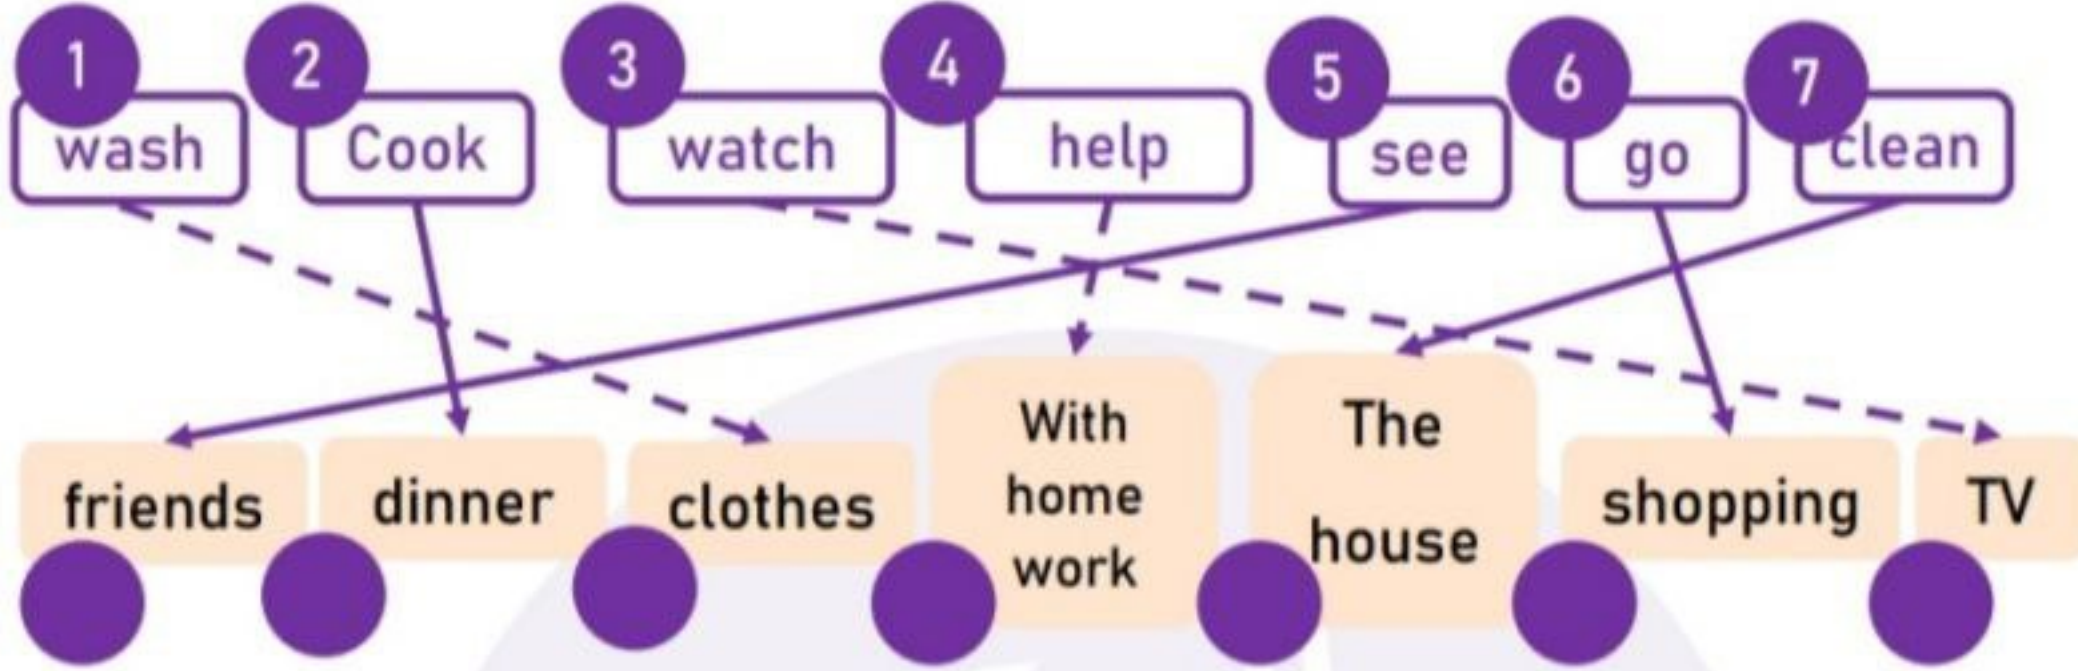 1 2 3 4 5 6 7
wash Cook watch help see go clean
friends dinner clothes With home work The house shopping TV